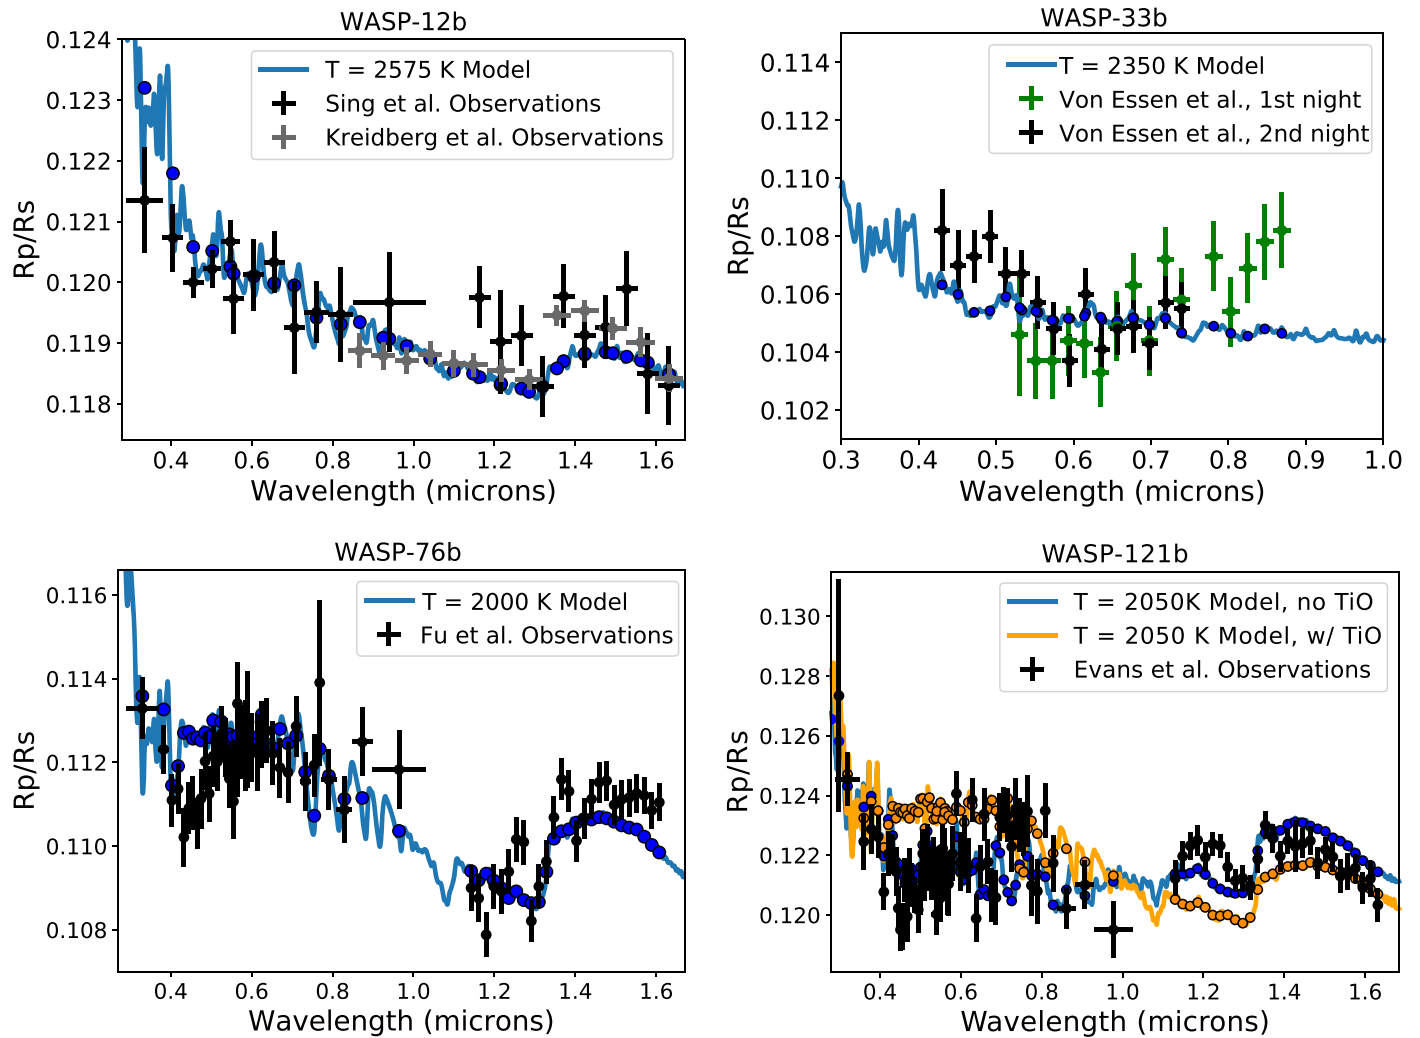 WASP-12b
0.124
0.123
0.122
0.121
0.120
0.119
0.118
Rp/Rs
T = 2575 K Model
Sing et al. Observations
Kreidberg et al. Observations
0.4 0.6 0.8 1.0 1.2 1.4 1.6
Wavelength (microns)
WASP-33b
0.114
0.112
0.110
0.108
0.106
0.104
0.102
Rp/Rs
T = 2350 K Model
Von Essen et al., 1st night
Von Essen et al., 2nd night
0.3 0.4 0.5 0.6 0.7 0.8 0.9 1.0
Wavelength (microns)
WASP-76b
0.116
0.114
0.112
0.110
0.108
Rp/Rs
T = 2000 K Model
Fu et al. Observations
0.4 0.6 0.8 1.0 1.2 1.4 1.6
Wavelength (microns)
WASP-121b
0.130
0.128
0.126
0.124
0.122
0.120
Rp/Rs
T = 2050K Model, no TiO
T = 2050 K Model, w/ TiO
Evans et al. Observations
0.4 0.6 0.8 1.0 1.2 1.4 1.6
Wavelength (microns)